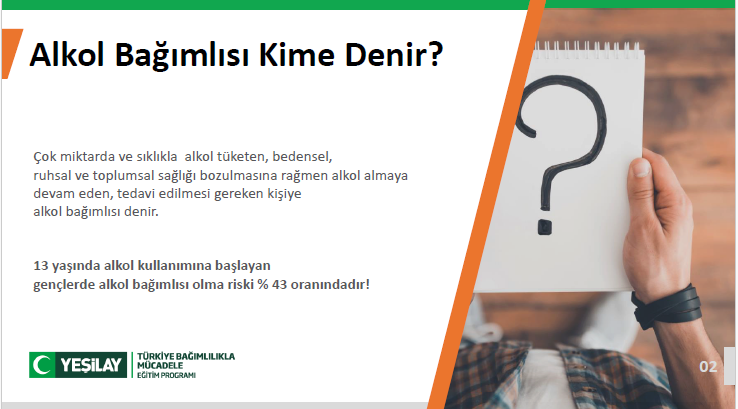 Alkol Bağımlısı Kime Denir?
Çok miktarda ve sıklıkla alkol tüketen, bedensel,
ruhsal ve toplumsal sağlığı bozulmasına rağmen alkol almaya
devam eden, tedavi edilmesi gereken kişiye
alkol bağımlısı denir.
13 yaşında alkol kullanımına başlayan
gençlerde alkol bağımlısı olma riski % 43 oranındadır!
?
YEŞİLAY
TÜRKİYE BAĞIMLILIKLA
MÜCADELE
EĞİTİM PROGRAMI
02